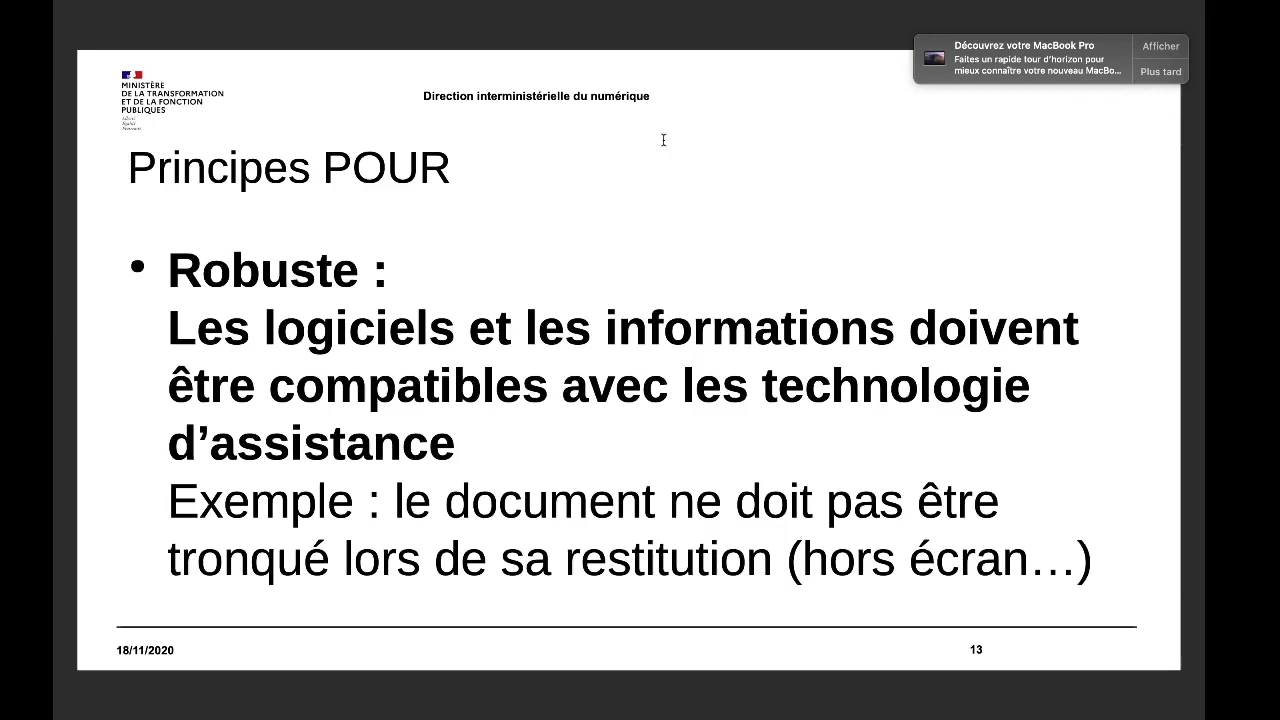 Découvrez votre MacBook Pro
Faites un rapide tour d'horizon pour
mieux connaître votre nouveau MacBo...
Afficher
Plus tard
MINISTÈRE
DE LA TRANSFORMATION
ET DE LA FONCTION
PUBLIQUES
Liberté
Égalité
Fraternité
Direction interministérielle du numérique
Principes POUR
• Robuste :
Les logiciels et les informations doivent
être compatibles avec les technologie
d’assistance
Exemple : le document ne doit pas être
tronqué lors de sa restitution (hors écran…)
18/11/2020
13